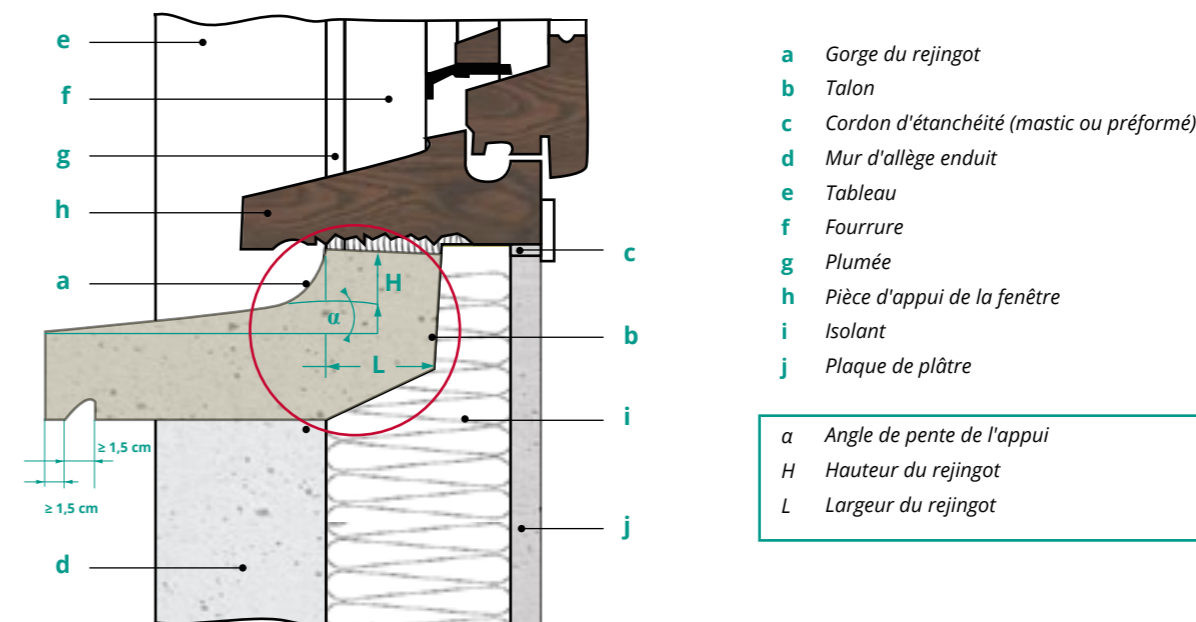 e
f
g
h
a
H
α
L
c
b
i
j
d
≥ 1,5 cm
≥ 1,5 cm
a Gorge du rejingot
b Talon
c Cordon d'étanchéité (mastic ou préformé)
d Mur d'allège enduit
e Tableau
f Fourrure
g Plumée
h Pièce d'appui de la fenêtre
i Isolant
j Plaque de plâtre
α Angle de pente de l'appui
H Hauteur du rejingot
L Largeur du rejingot